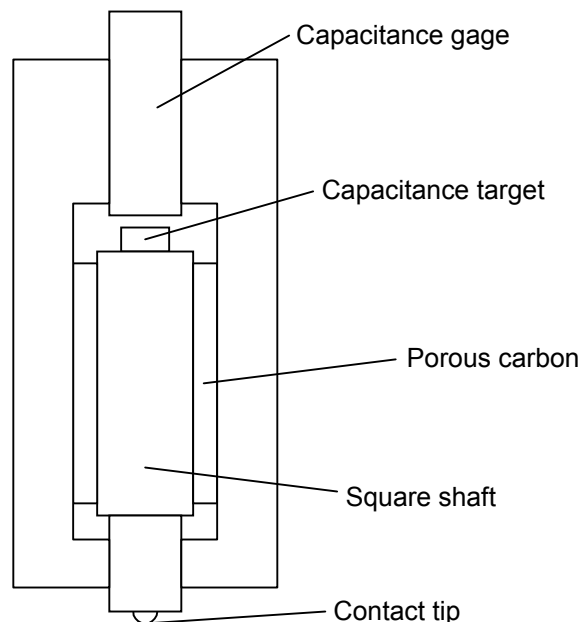 Capacitance gage
Capacitance target
Porous carbon
Square shaft
Contact tip